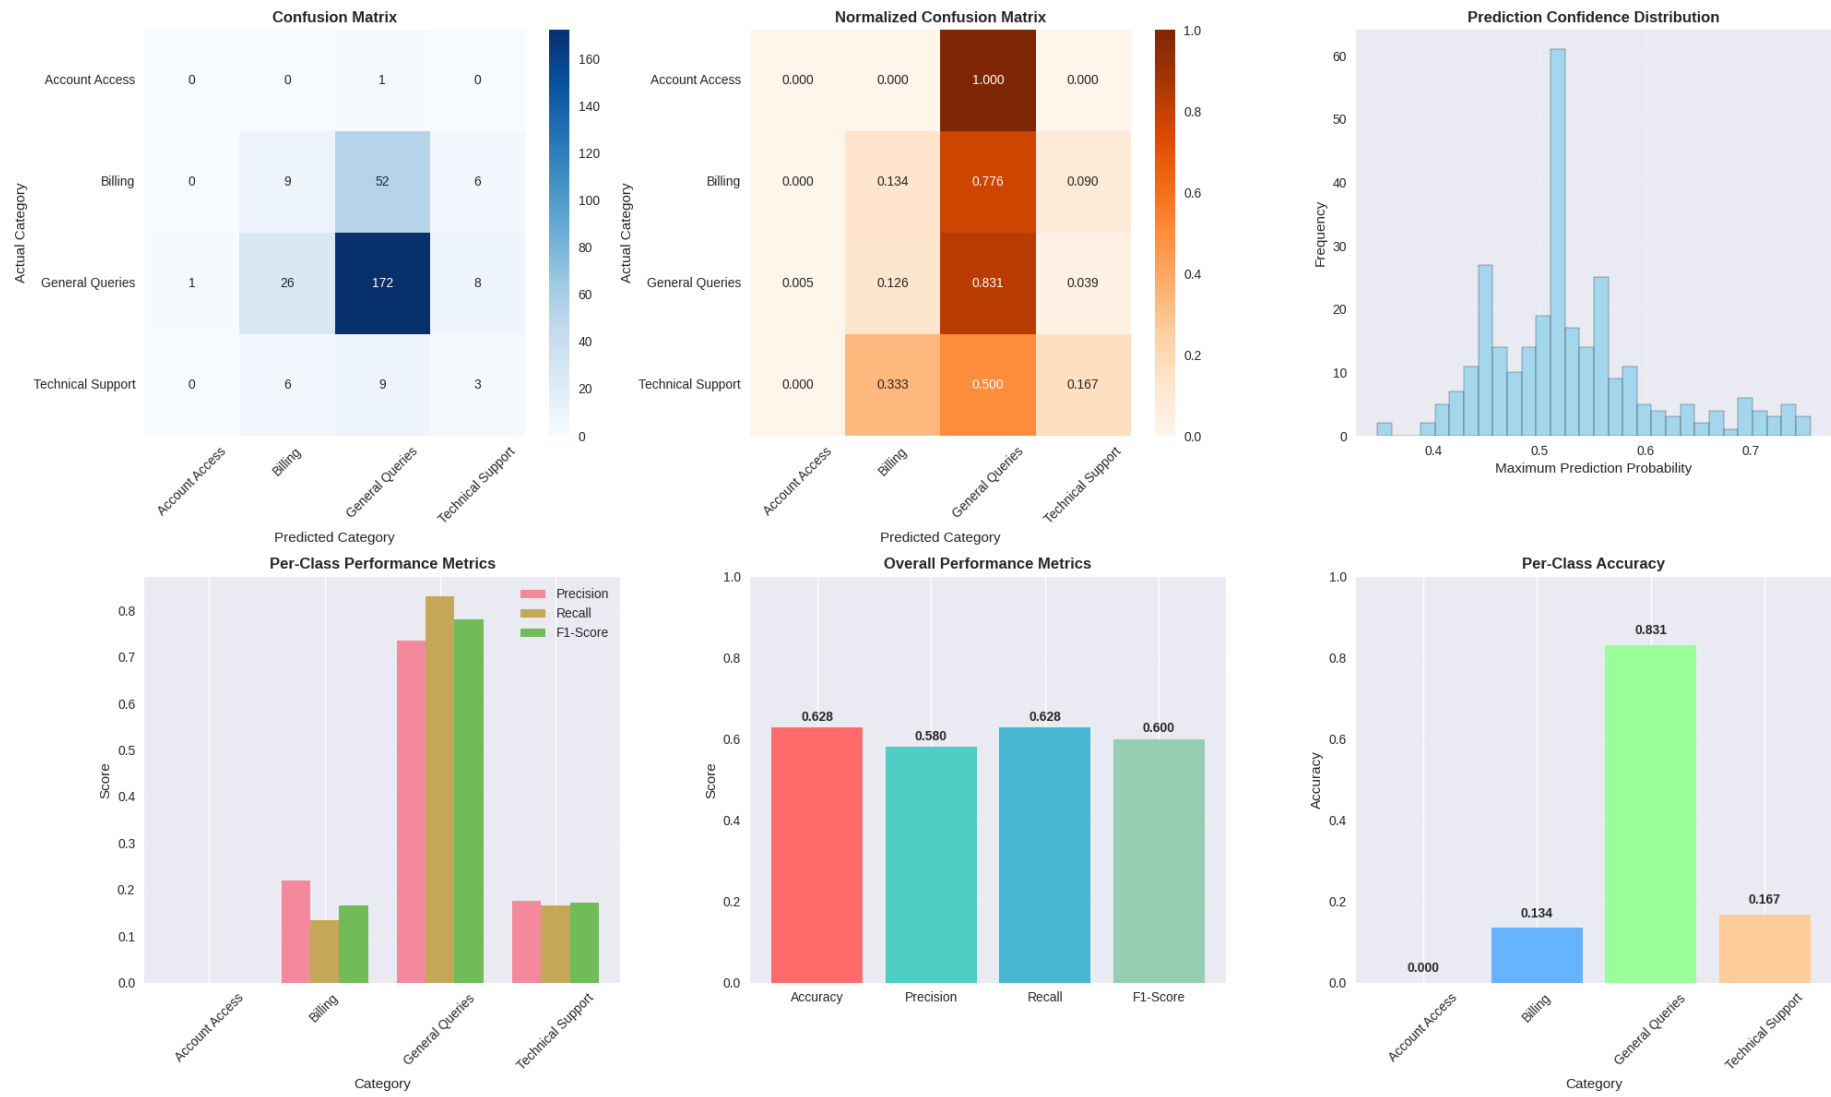 Confusion Matrix
Account Access
Billing
General Queries
Technical Support
0 0 1 0
0 9 52 6
1 26 172 8
0 6 9 3
Actual Category
Account Access
Billing
General Queries
Technical Support
Predicted Category
160
140
120
100
80
60
40
20
0
Normalized Confusion Matrix
Account Access
Billing
General Queries
Technical Support
0.000 0.000 1.000 0.000
0.000 0.134 0.776 0.090
0.005 0.126 0.831 0.039
0.000 0.333 0.500 0.167
Actual Category
Account Access
Billing
General Queries
Technical Support
Predicted Category
1.0
0.8
0.6
0.4
0.2
0.0
Prediction Confidence Distribution
60
50
40
30
20
10
0
Frequency
0.4 0.5 0.6 0.7
Maximum Prediction Probability
Per-Class Performance Metrics
Precision
Recall
F1-Score
0.8
0.7
0.6
0.5
0.4
0.3
0.2
0.1
0.0
Score
Account Access
Billing
General Queries
Technical Support
Category
Overall Performance Metrics
1.0
0.8
0.6
0.4
0.2
0.0
Score
0.628
0.580
0.628
0.600
Accuracy Precision Recall F1-Score
Per-Class Accuracy
1.0
0.8
0.6
0.4
0.2
0.0
Accuracy
0.000
0.134
0.831
0.167
Account Access
Billing
General Queries
Technical Support
Category